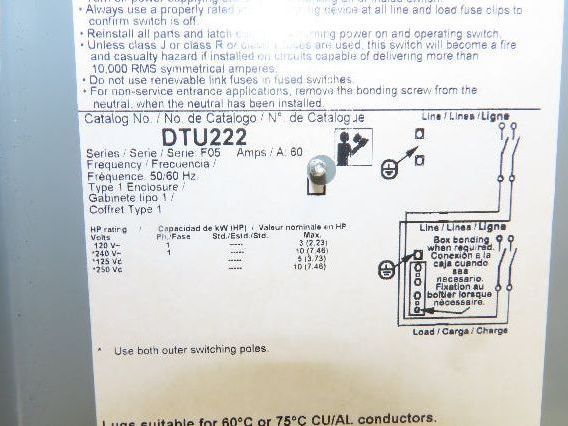 • Always use a properly rated voltage sensing device at all line and load fuse clips to
confirm switch is off.
• Reinstall all parts and latch before turning power on and operating switch.
• Unless class J or class R or class T fuses are used, this switch will become a fire
and casualty hazard if installed on circuits capable of delivering more than
10,000 RMS symmetrical amperes.
• Do not use renewable link fuses in fused switches.
• For non-service entrance applications, remove the bonding screw from the
neutral, when the neutral has been installed.
Catalog No. / No. de Catalogo / N°. de Catalogue
DTU222
Series / Serie / Serie: F05 Amps / A: 60
Frequency / Frecuencia /
Fréquence: 50/60 Hz.
Type 1 Enclosure /
Gabinete tipo 1 /
Coffret Type 1
HP rating / Capacidad de kW (HP) / Valeur nominale en HP
Volts Ph./Fase Std./Estd./Std. Max.
120 V~ 1 ----- 3 (2.23)
*240 V~ 1 ----- 10 (7.46)
*125 Vc ----- 5 (3.73)
*250 Vc ----- 10 (7.46)
* Use both outer switching poles.
Line / Linea / Ligne
Line / Linea / Ligne
Box bonding
when required.
Conexión a la
caja cuando
sea
necesario.
Fixation au
boîtier lorsque
nécessaire.
Load / Carga / Charge
Lugs suitable for 60°C or 75°C CU/AL conductors.